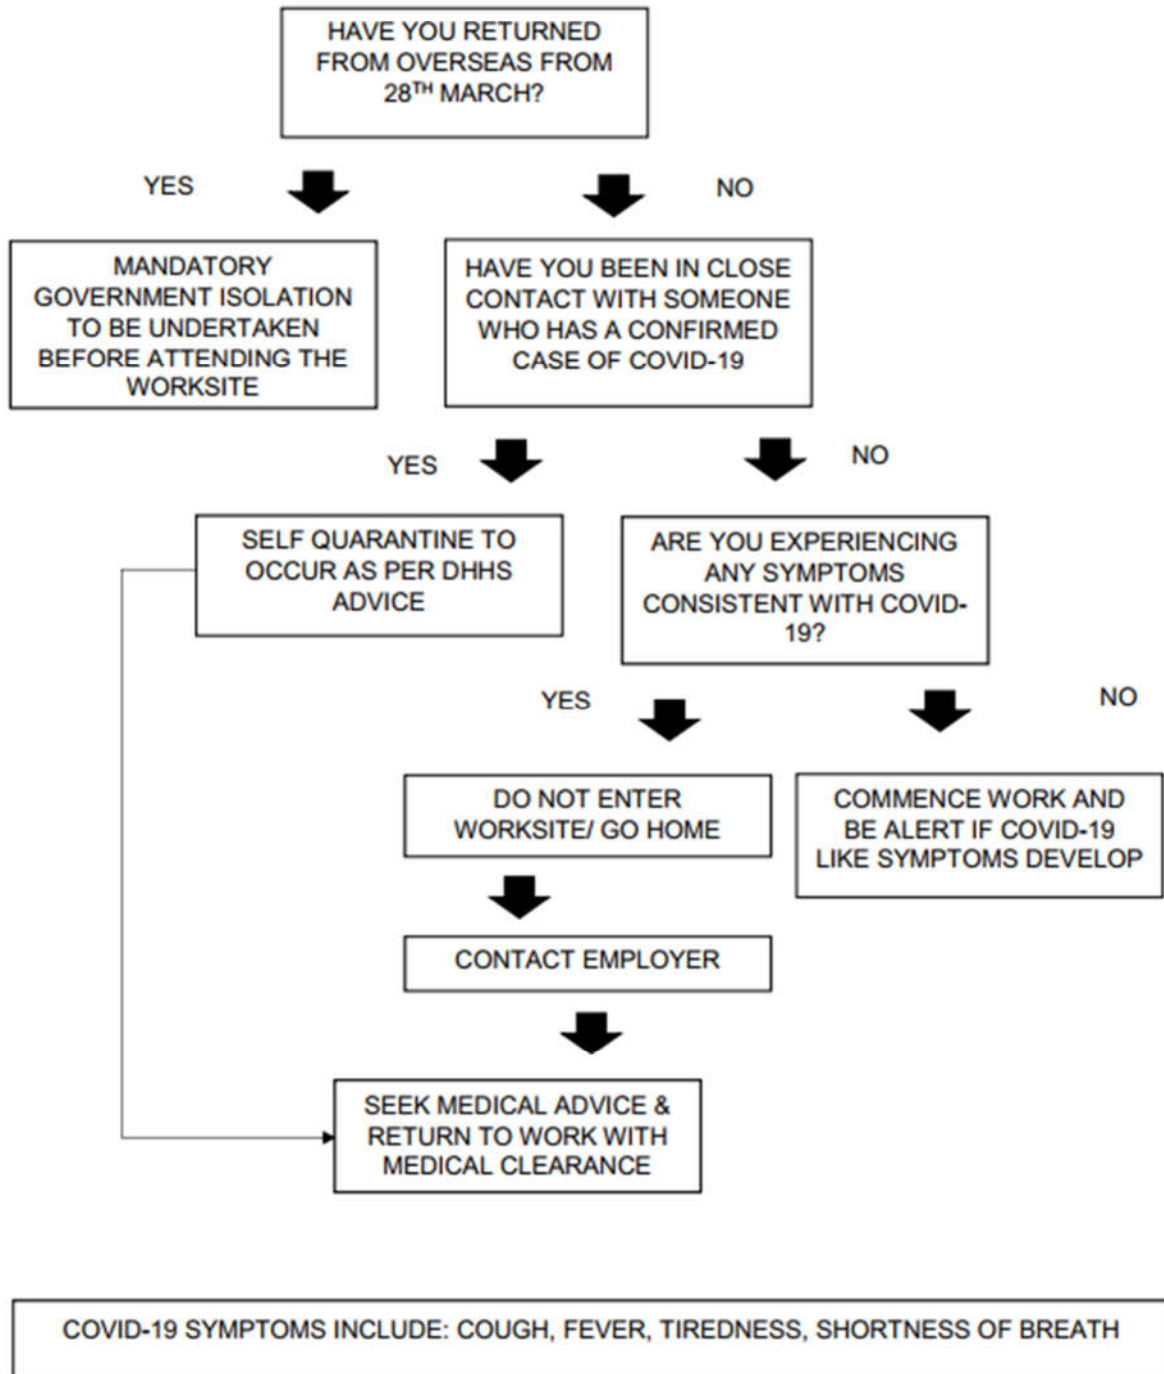 HAVE YOU RETURNED
FROM OVERSEAS FROM
28TH MARCH?
YES
NO
MANDATORY
GOVERNMENT ISOLATION
TO BE UNDERTAKEN
BEFORE ATTENDING THE
WORKSITE
HAVE YOU BEEN IN CLOSE
CONTACT WITH SOMEONE
WHO HAS A CONFIRMED
CASE OF COVID-19
YES
NO
SELF QUARANTINE TO
OCCUR AS PER DHHS
ADVICE
ARE YOU EXPERIENCING
ANY SYMPTOMS
CONSISTENT WITH COVID-
19?
YES
NO
DO NOT ENTER
WORKSITE/ GO HOME
COMMENCE WORK AND
BE ALERT IF COVID-19
LIKE SYMPTOMS DEVELOP
CONTACT EMPLOYER
SEEK MEDICAL ADVICE &
RETURN TO WORK WITH
MEDICAL CLEARANCE
COVID-19 SYMPTOMS INCLUDE: COUGH, FEVER, TIREDNESS, SHORTNESS OF BREATH